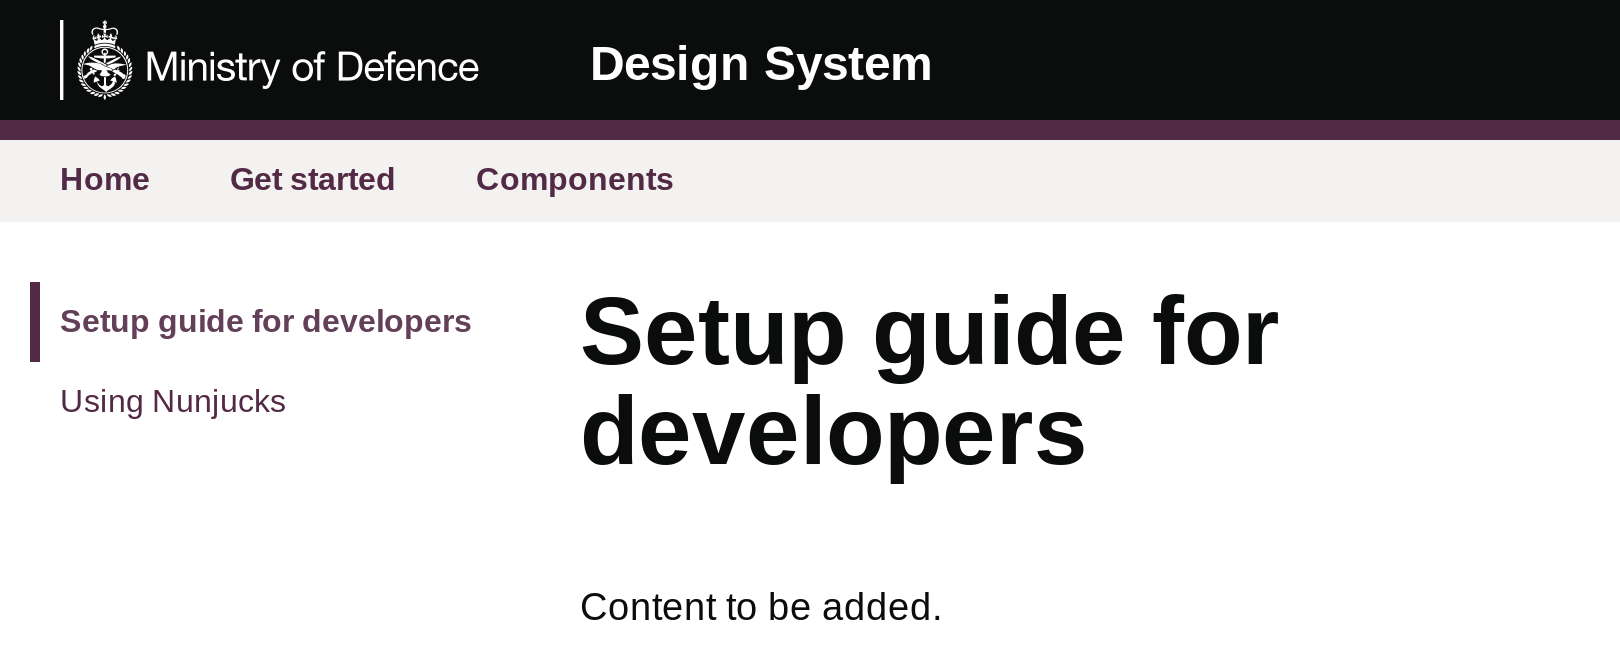 Ministry of Defence
Design System
Home
Get started
Components
Setup guide for developers
Using Nunjucks
Setup guide for
developers
Content to be added.